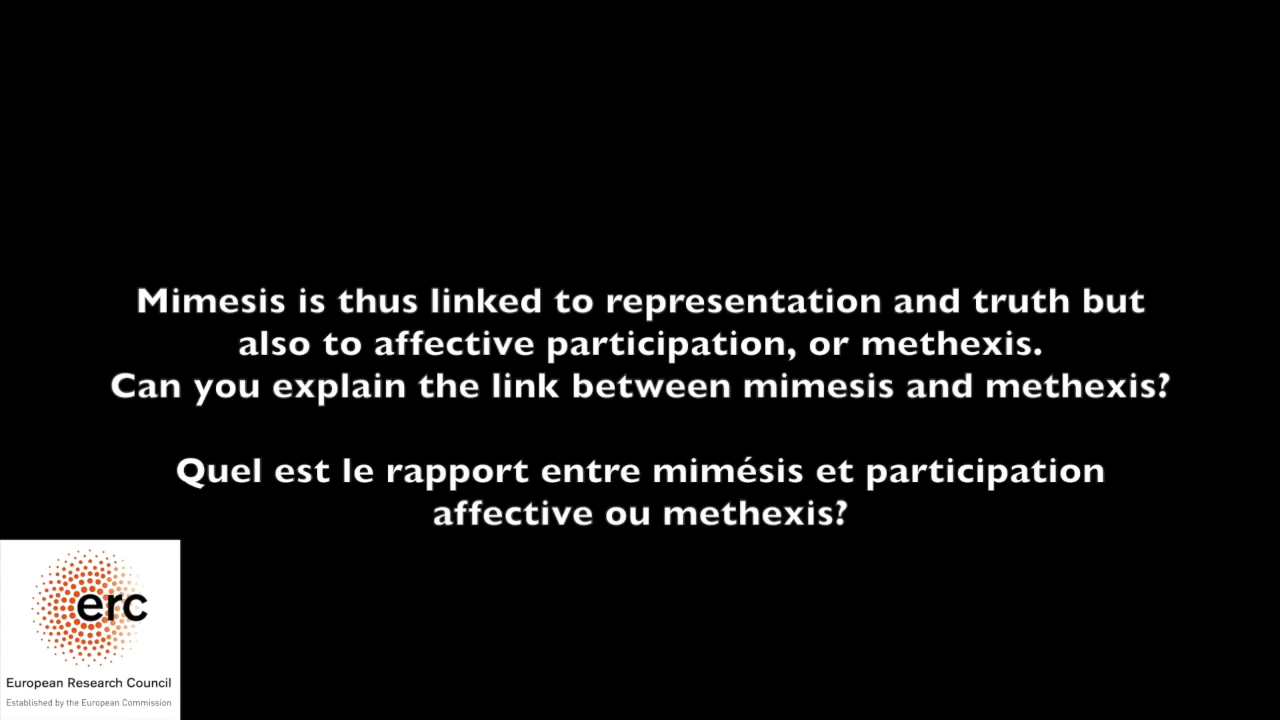 Mimesis is thus linked to representation and truth but
also to affective participation, or methexis.
Can you explain the link between mimesis and methexis?
Quel est le rapport entre mimésis et participation
affective ou methexis?
erc
European Research Council
Established by the European Commission